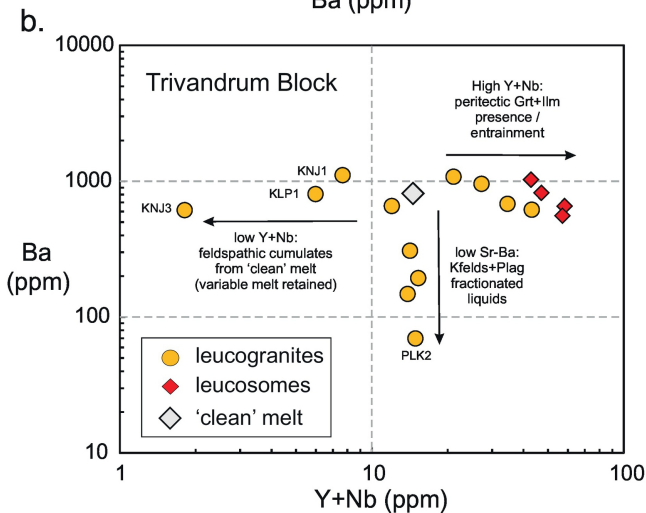 Ba (ppm)
b.
10000
Trivandrum Block
High Y+Nb:
peritectic Grt+Ilm
presence /
entrainment
KNJ1
1000
KLP1
KNJ3
low Y+Nb:
feldspathic cumulates
from ‘clean’ melt
(variable melt retained)
low Sr-Ba:
Kfelds+Plag
fractionated
liquids
Ba
(ppm)
100
PLK2
leucogranites
leucosomes
‘clean’ melt
10
1
10
100
Y+Nb (ppm)